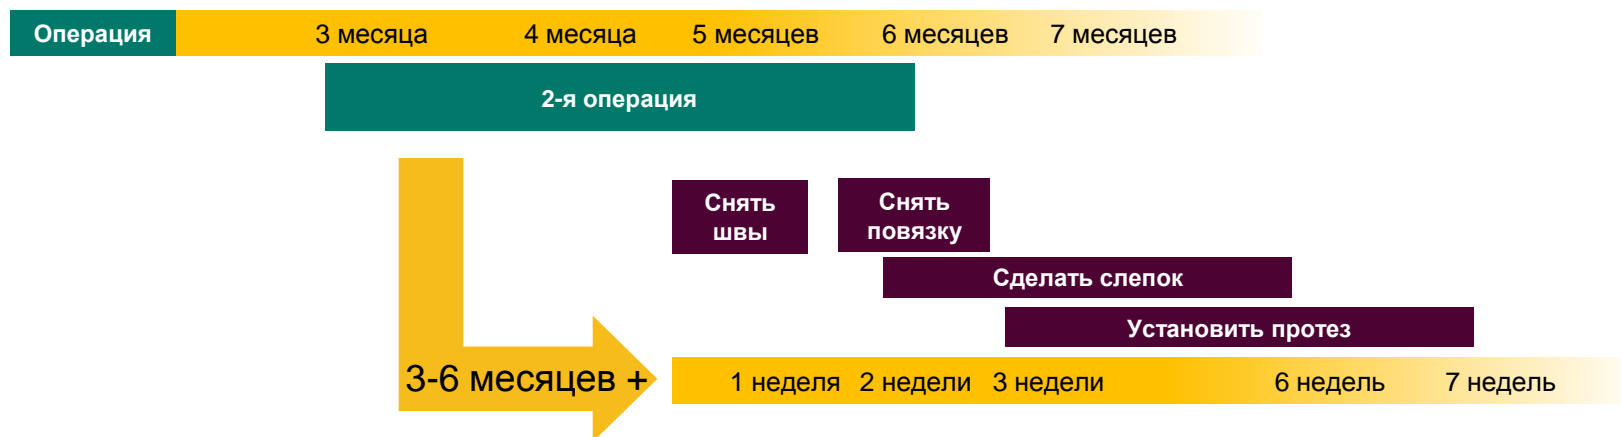 Операция 3 месяца 4 месяца 5 месяцев 6 месяцев 7 месяцев
2-я операция
Снять
швы
Снять
повязку
Сделать слепок
Установить протез
3-6 месяцев +
1 неделя 2 недели 3 недели 6 недель 7 недель